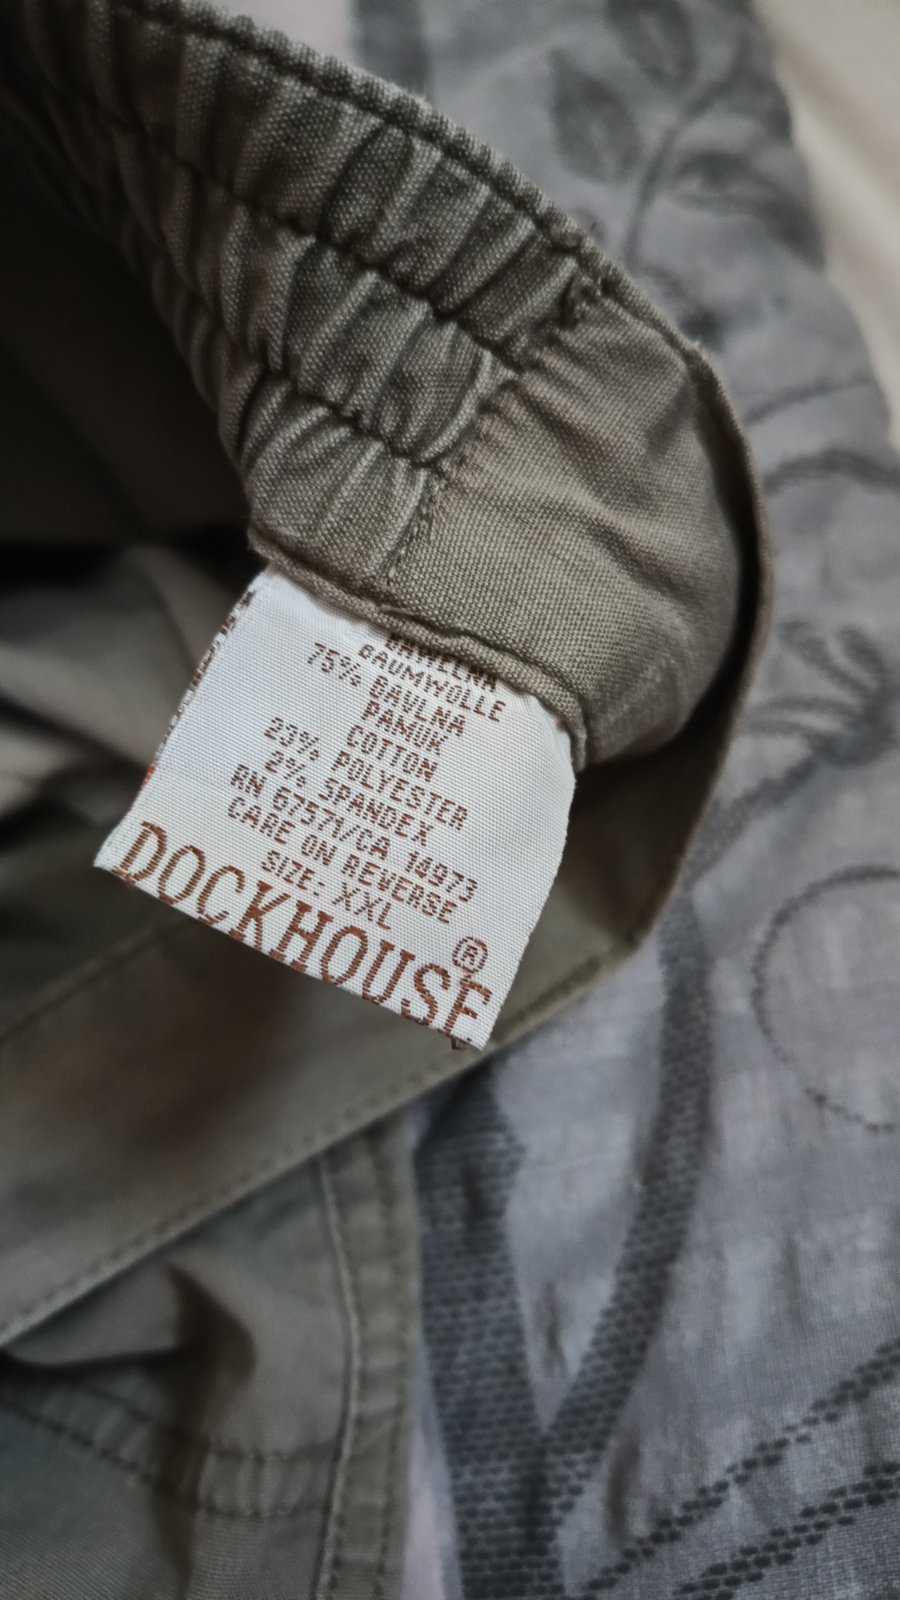 BAWEŁNA
BAUMWOLLE
75% BAVLNA
PAMUK
COTTON
23% POLYESTER
2% SPANDEX
RN 67571/CA 14973
CARE ON REVERSE
SIZE: XXL
DOCKHOUSE®